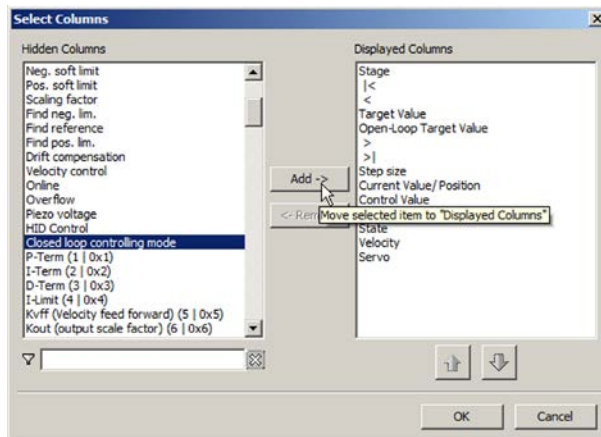 Select Columns
Hidden Columns
Neg. soft limit
Pos. soft limit
Scaling factor
Find neg. lim.
Find reference
Find pos. lim.
Drift compensation
Velocity control
Online
Overflow
Piezo voltage
HID Control
Closed loop controlling mode
P-Term (1 | 0x1)
I-Term (2 | 0x2)
D-Term (3 | 0x3)
I-Limit (4 | 0x4)
Kvff (Velocity feed forward) (5 | 0x5)
Kout (output scale factor) (6 | 0x6)
Add ->
<- Rem
Move selected item to "Displayed Columns"
Displayed Columns
Stage
|<
<
Target Value
Open-Loop Target Value
>
>|
Step size
Current Value/ Position
Control Value
State
Velocity
Servo
OK
Cancel